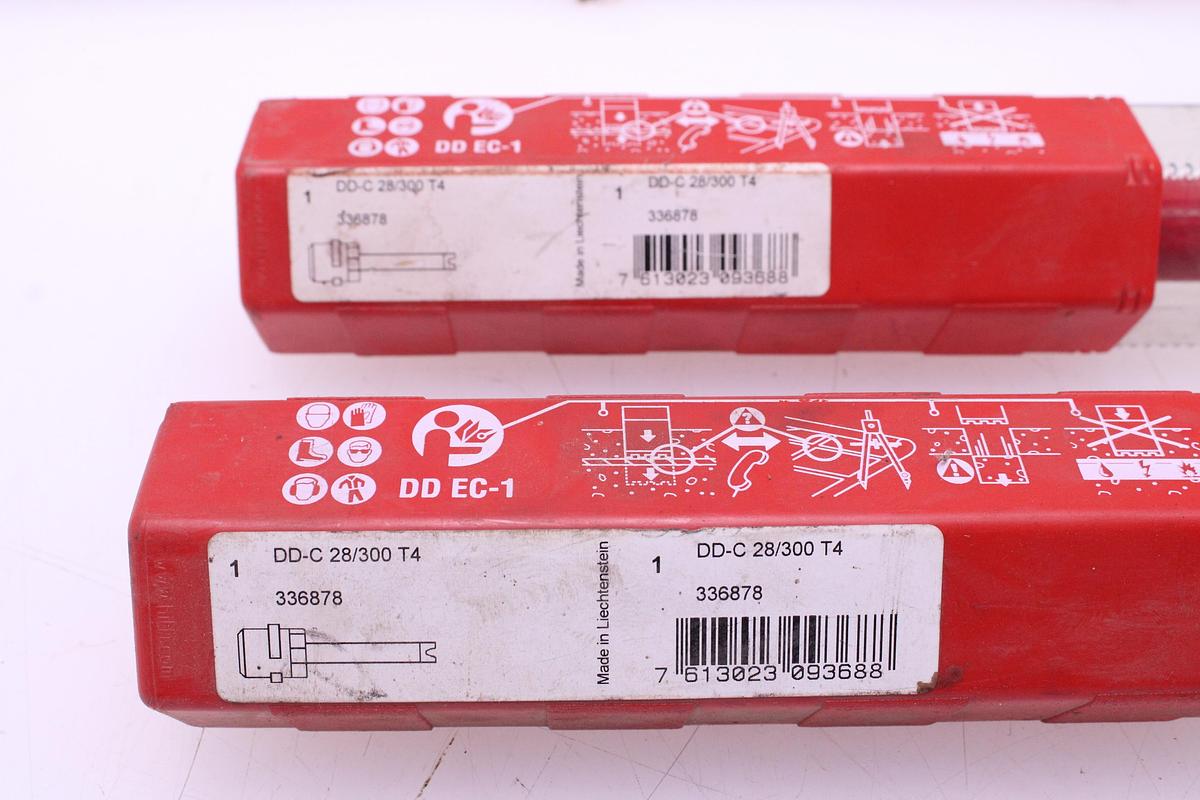 DD EC-1
1
DD-C 28/300 T4
336878
Made in Liechtenstein
1
DD-C 28/300 T4
336878
7 613023 093688
DD EC-1
1
DD-C 28/300 T4
336878
Made in Liechtenstein
1
DD-C 28/300 T4
336878
7 613023 093688